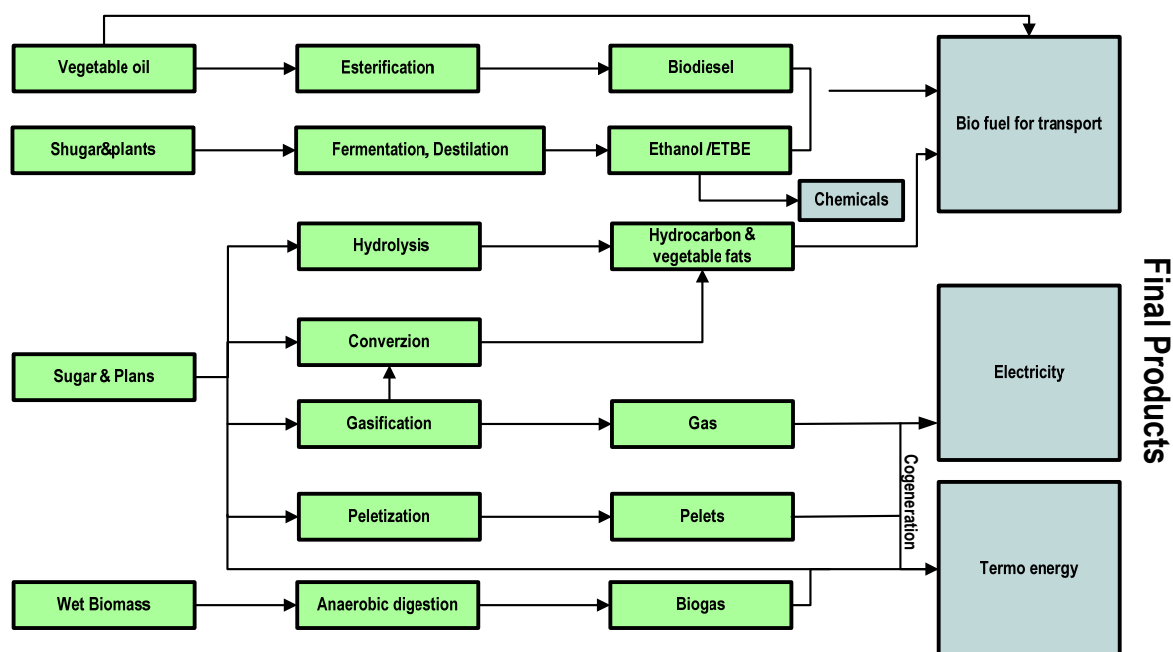 Vegetable oil
Esterification
Biodiesel
Bio fuel for transport
Shugar&plants
Fermentation, Destilation
Ethanol /ETBE
Chemicals
Hydrolysis
Hydrocarbon &
vegetable fats
Final Products
Converzion
Sugar & Plans
Electricity
Gasification
Gas
Cogeneration
Peletization
Pelets
Termo energy
Wet Biomass
Anaerobic digestion
Biogas